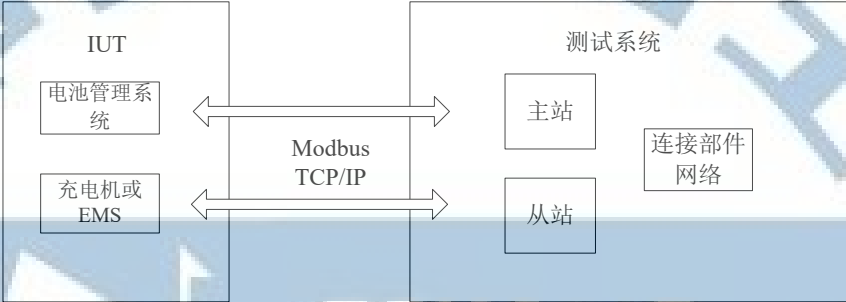 IUT
测试系统
电池管理系
统
主站
Modbus
TCP/IP
连接部件
网络
充电机或
EMS
从站